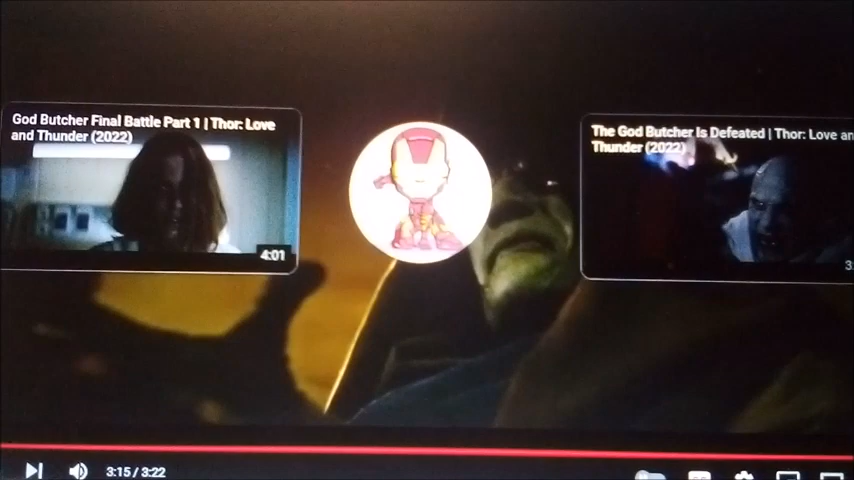 God Butcher Final Battle Part 1 | Thor: Love
and Thunder (2022)
4:01
The God Butcher Is Defeated | Thor: Love an
Thunder (2022)
3:
3:15 / 3:22